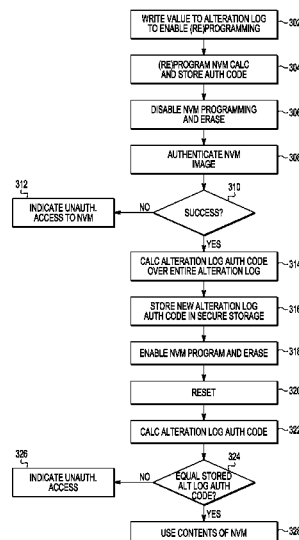 WRITE VALUE TO ALTERATION LOG
TO ENABLE (RE)PROGRAMMING
302
(RE)PROGRAM NVM CALC
AND STORE AUTH CODE
304
DISABLE NVM PROGRAMMING
AND ERASE
306
AUTHENTICATE NVM
IMAGE
308
312
310
INDICATE UNAUTH.
ACCESS TO NVM
NO
SUCCESS?
YES
CALC ALTERATION LOG AUTH CODE
OVER ENTIRE ALTERATION LOG
314
STORE NEW ALTERATION LOG
AUTH CODE IN SECURE STORAGE
316
ENABLE NVM PROGRAM AND ERASE
318
RESET
320
CALC ALTERATION LOG AUTH CODE
322
326
324
INDICATE UNAUTH.
ACCESS
NO
EQUAL STORED
ALT LOG AUTH
CODE?
YES
USE CONTENTS OF NVM
328